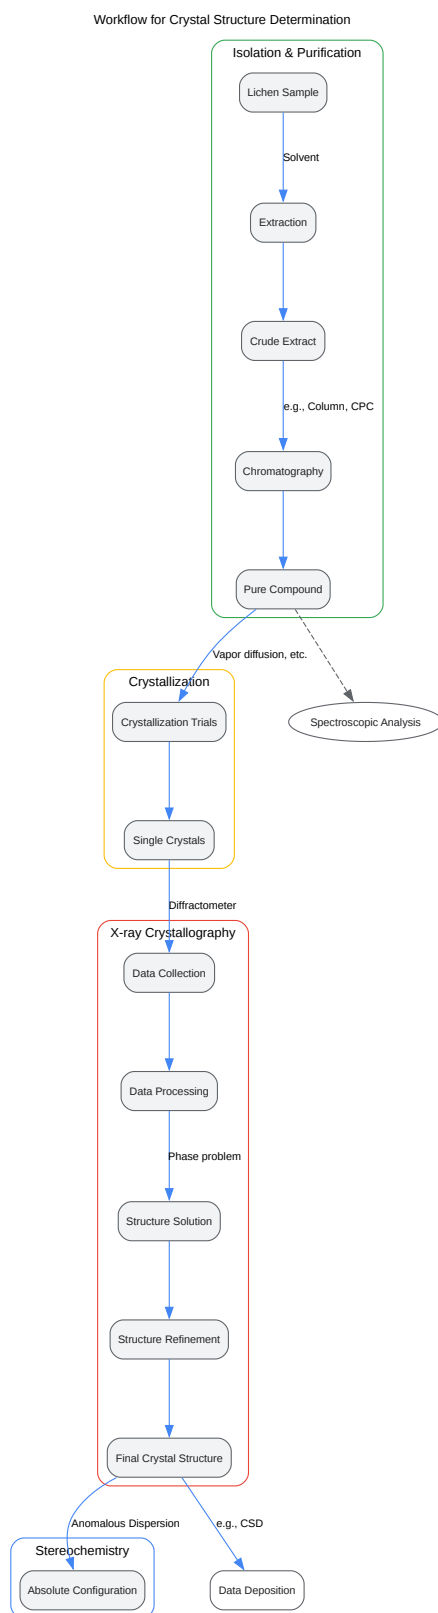 Workflow for Crystal Structure Determination
Isolation & Purification
Lichen Sample
Solvent
Extraction
Crude Extract
e.g., Column, CPC
Chromatography
Pure Compound
Vapor diffusion, etc.
Crystallization
Crystallization Trials
Spectroscopic Analysis
Single Crystals
Diffractometer
X-ray Crystallography
Data Collection
Data Processing
Phase problem
Structure Solution
Structure Refinement
Final Crystal Structure
Anomalous Dispersion
e.g., CSD
Stereochemistry
Absolute Configuration
Data Deposition